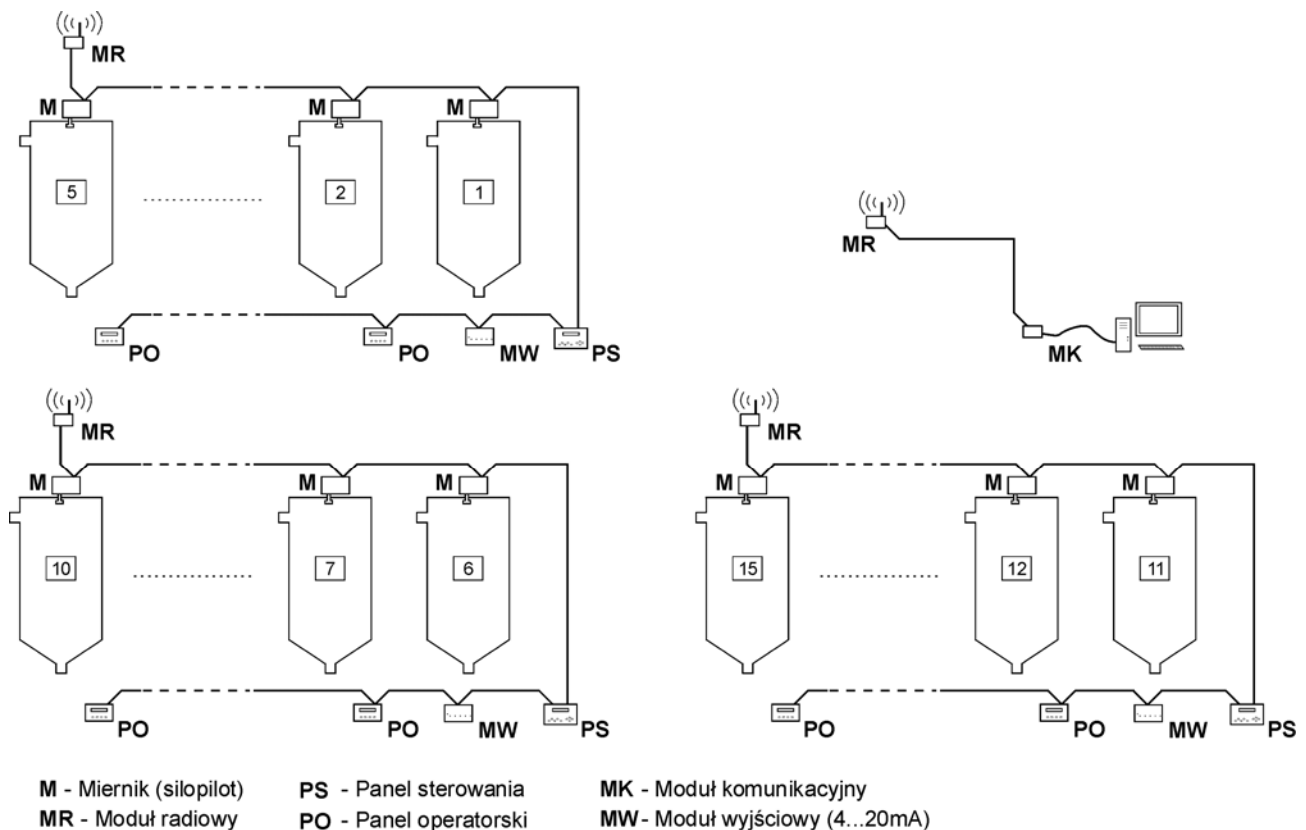 MR
M M M
5 2 1
MR
PO PO MW PS
MK
MR MR
M M M M M M
10 7 6 15 12 11
PO PO MW PS PO PO MW PS
M - Miernik (silopilot) PS - Panel sterowania MK - Moduł komunikacyjny
MR - Moduł radiowy PO - Panel operatorski MW - Moduł wyjściowy (4...20mA)